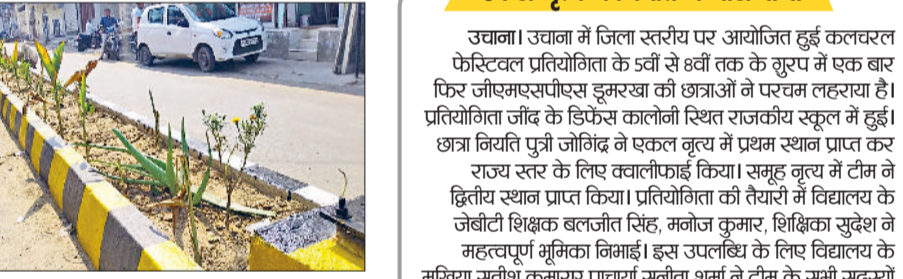 उचाना। उचाना में जिला स्तरीय पर आयोजित हुई कलचरल
फेस्टिवल प्रतियोगिता के 5वीं से 8वीं तक के गुरप में एक बार
फिर जीएमएसपीएस डूमरखा की छात्राओं ने परचम लहराया है।
प्रतियोगिता जींद के डिफेंस कालोनी स्थित राजकीय स्कूल में हुई।
छात्रा नियति पुत्री जोगिंद्र ने एकल नृत्य में प्रथम स्थान प्राप्त कर
राज्य स्तर के लिए क्वालीफाई किया। समूह नृत्य में टीम ने
द्वितीय स्थान प्राप्त किया। प्रतियोगिता की तैयारी में विद्यालय के
जेबीटी शिक्षक बलजीत सिंह, मनोज कुमार, शिक्षिका सुदेश ने
महत्वपूर्ण भूमिका निभाई। इस उपलब्धि के लिए विद्यालय के